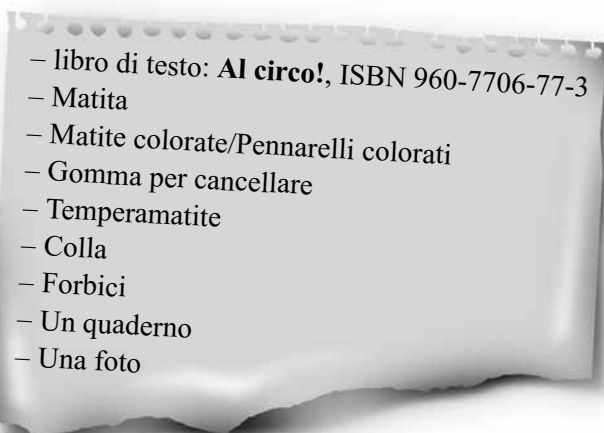 – libro di testo: Al circo!, ISBN 960-7706-77-3
– Matita
– Matite colorate/Pennarelli colorati
– Gomma per cancellare
– Temperamatite
– Colla
– Forbici
– Un quaderno
– Una foto